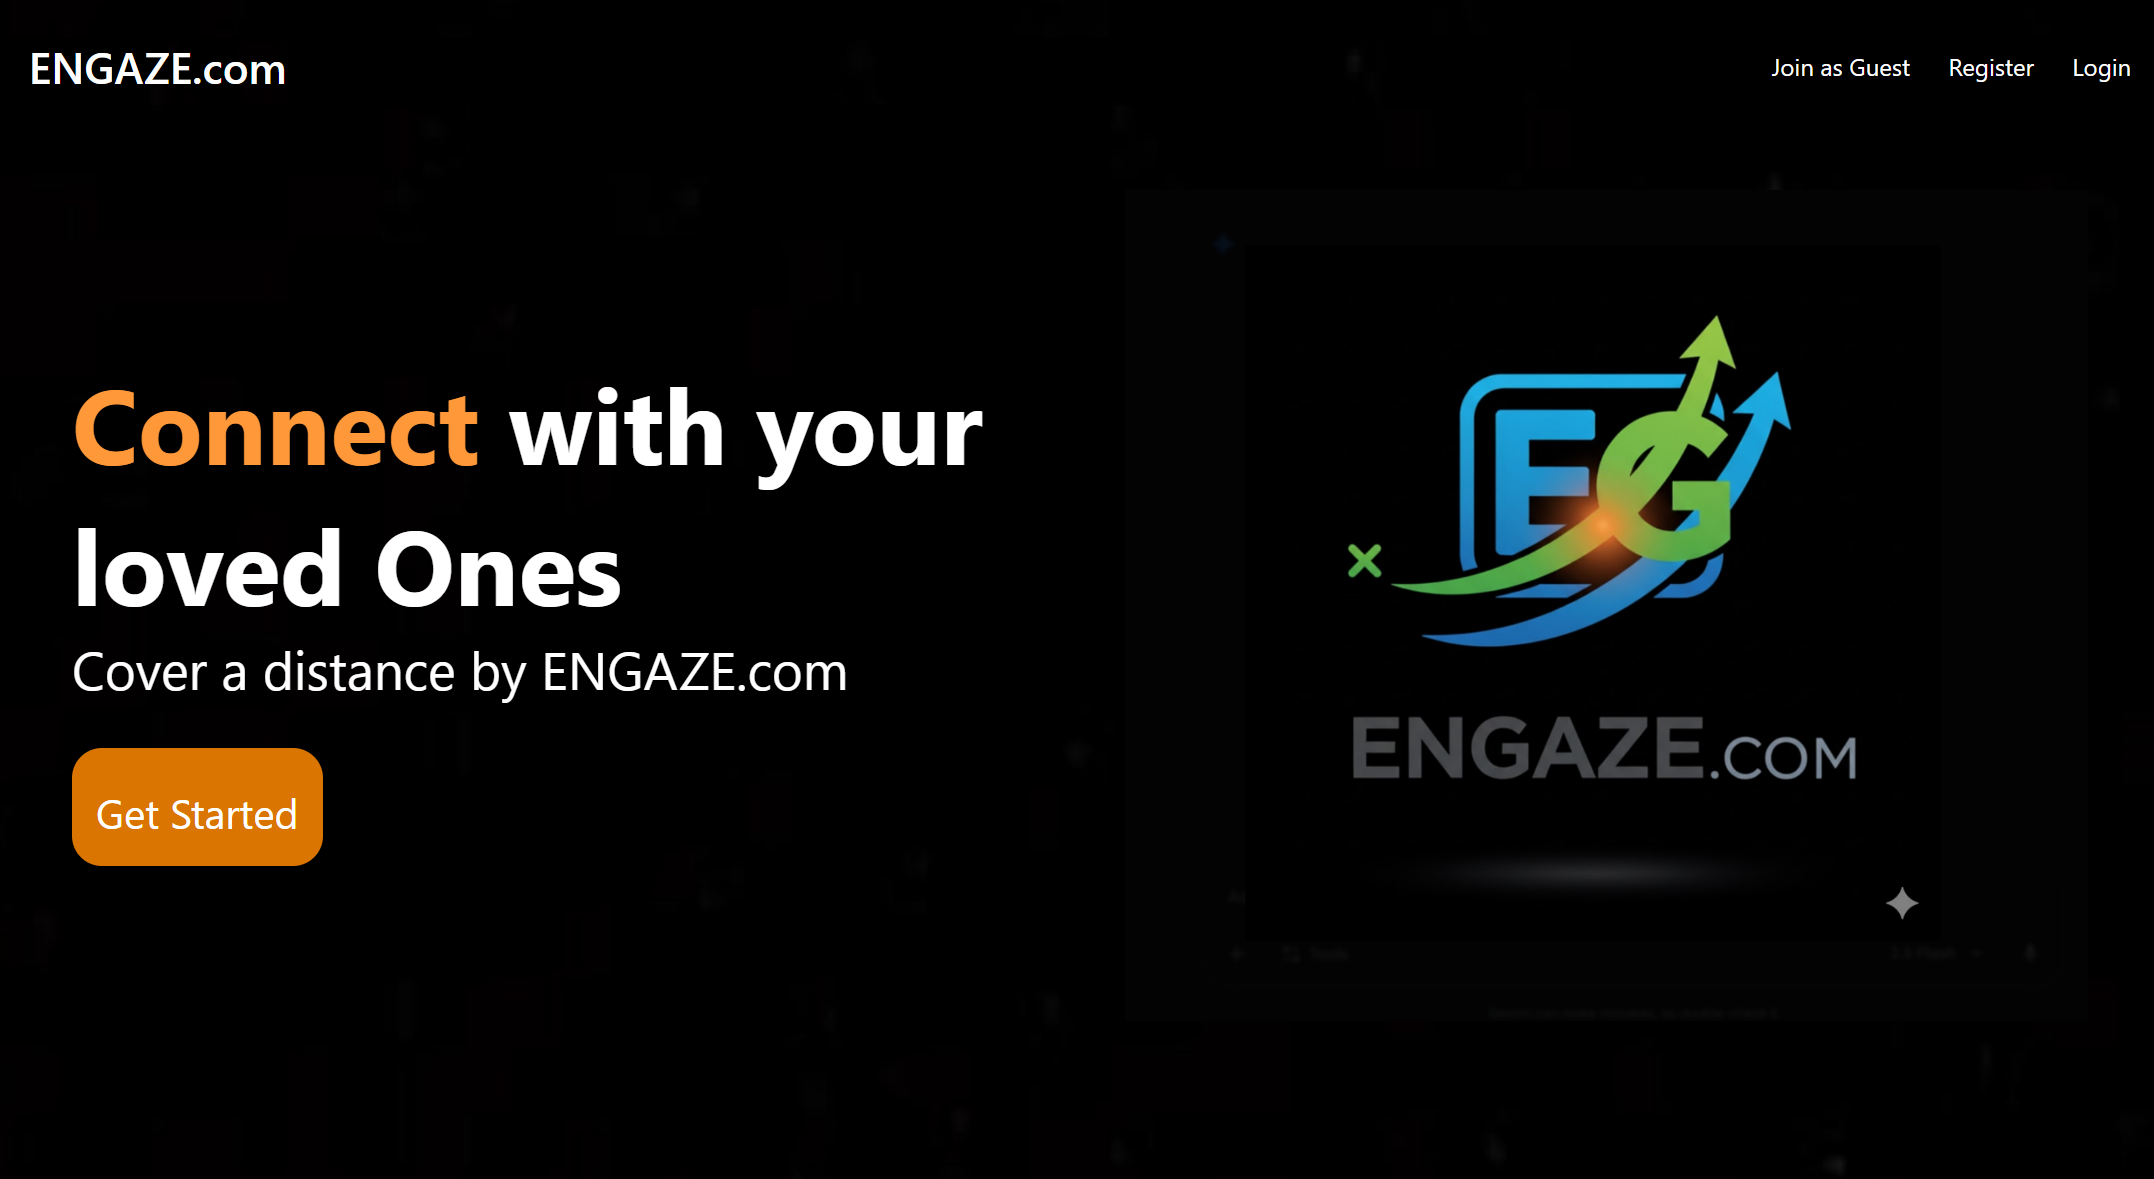 ENGAZE.com
Join as Guest Register Login
Connect with your
loved Ones
Cover a distance by ENGAZE.com
Get Started
EG
ENGAZE.COM